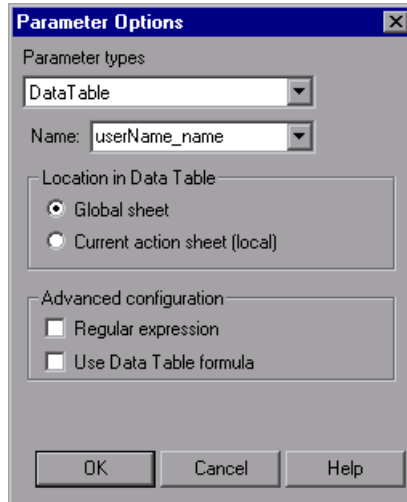 Parameter Options
Parameter types
DataTable
Name: userName_name
Location in Data Table
Global sheet
Current action sheet (local)
Advanced configuration
Regular expression
Use Data Table formula
OK Cancel Help